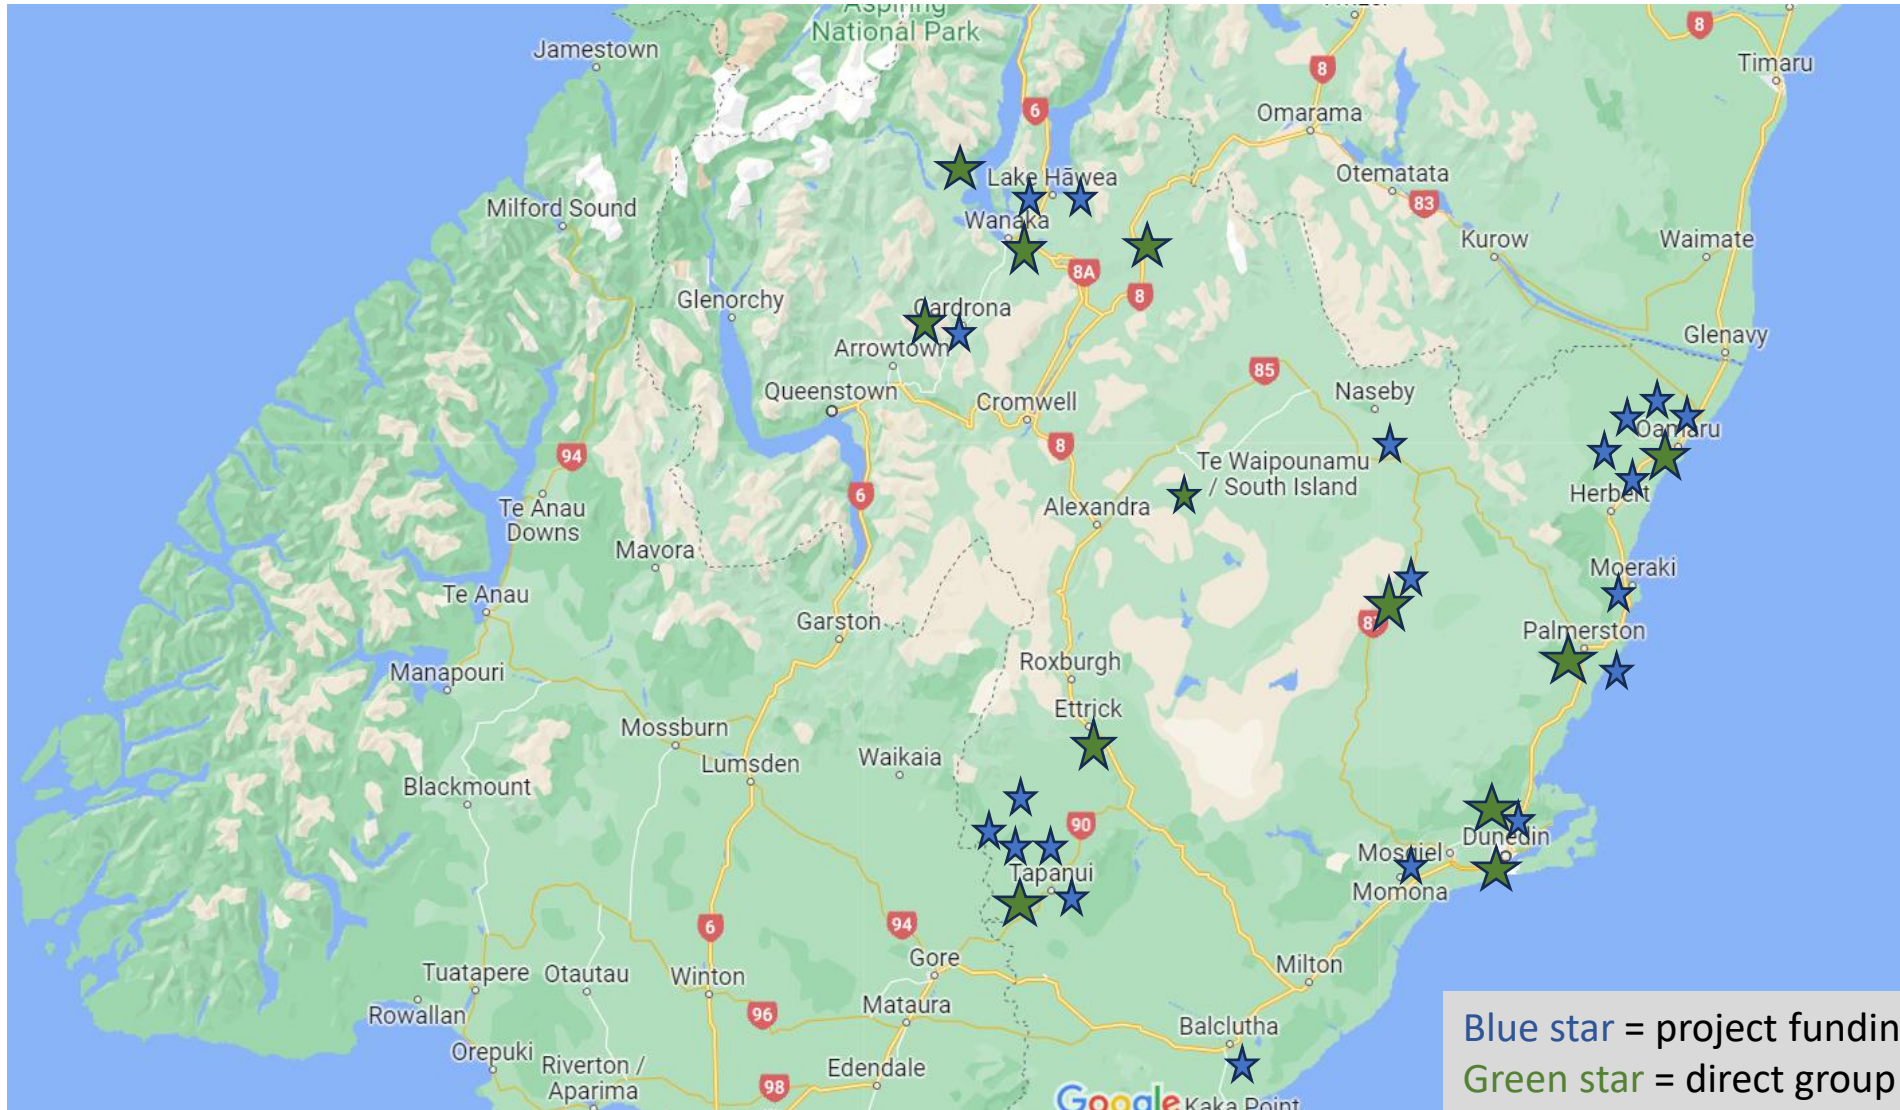 Aspiring
National Park
Jamestown
8
Timaru
8
6
Omarama
Lake Hāwea
Otematata
83
Milford Sound
Wanaka
Kurow
Waimate
8A
8
Glenorchy
Cardrona
Glenavy
Arrowtown
85
Queenstown
Cromwell
Naseby
94
8
Oamaru
Te Waipounamu
/ South Island
6
Herbert
Te Anau
Downs
Alexandra
Mavora
Moeraki
Te Anau
Garston
Palmerston
Manapouri
Roxburgh
Ettrick
Mossburn
Lumsden
Waikaia
Blackmount
90
Dunedin
Mosgiel
Tapanui
Momona
6
94
Gore
Milton
Tuatapere
Otautau
Winton
Mataura
Rowallan
96
Balclutha
Orepuki
Riverton /
Aparima
98
Edendale
Google
Kaka Point
Blue star = project fundin
Green star = direct group